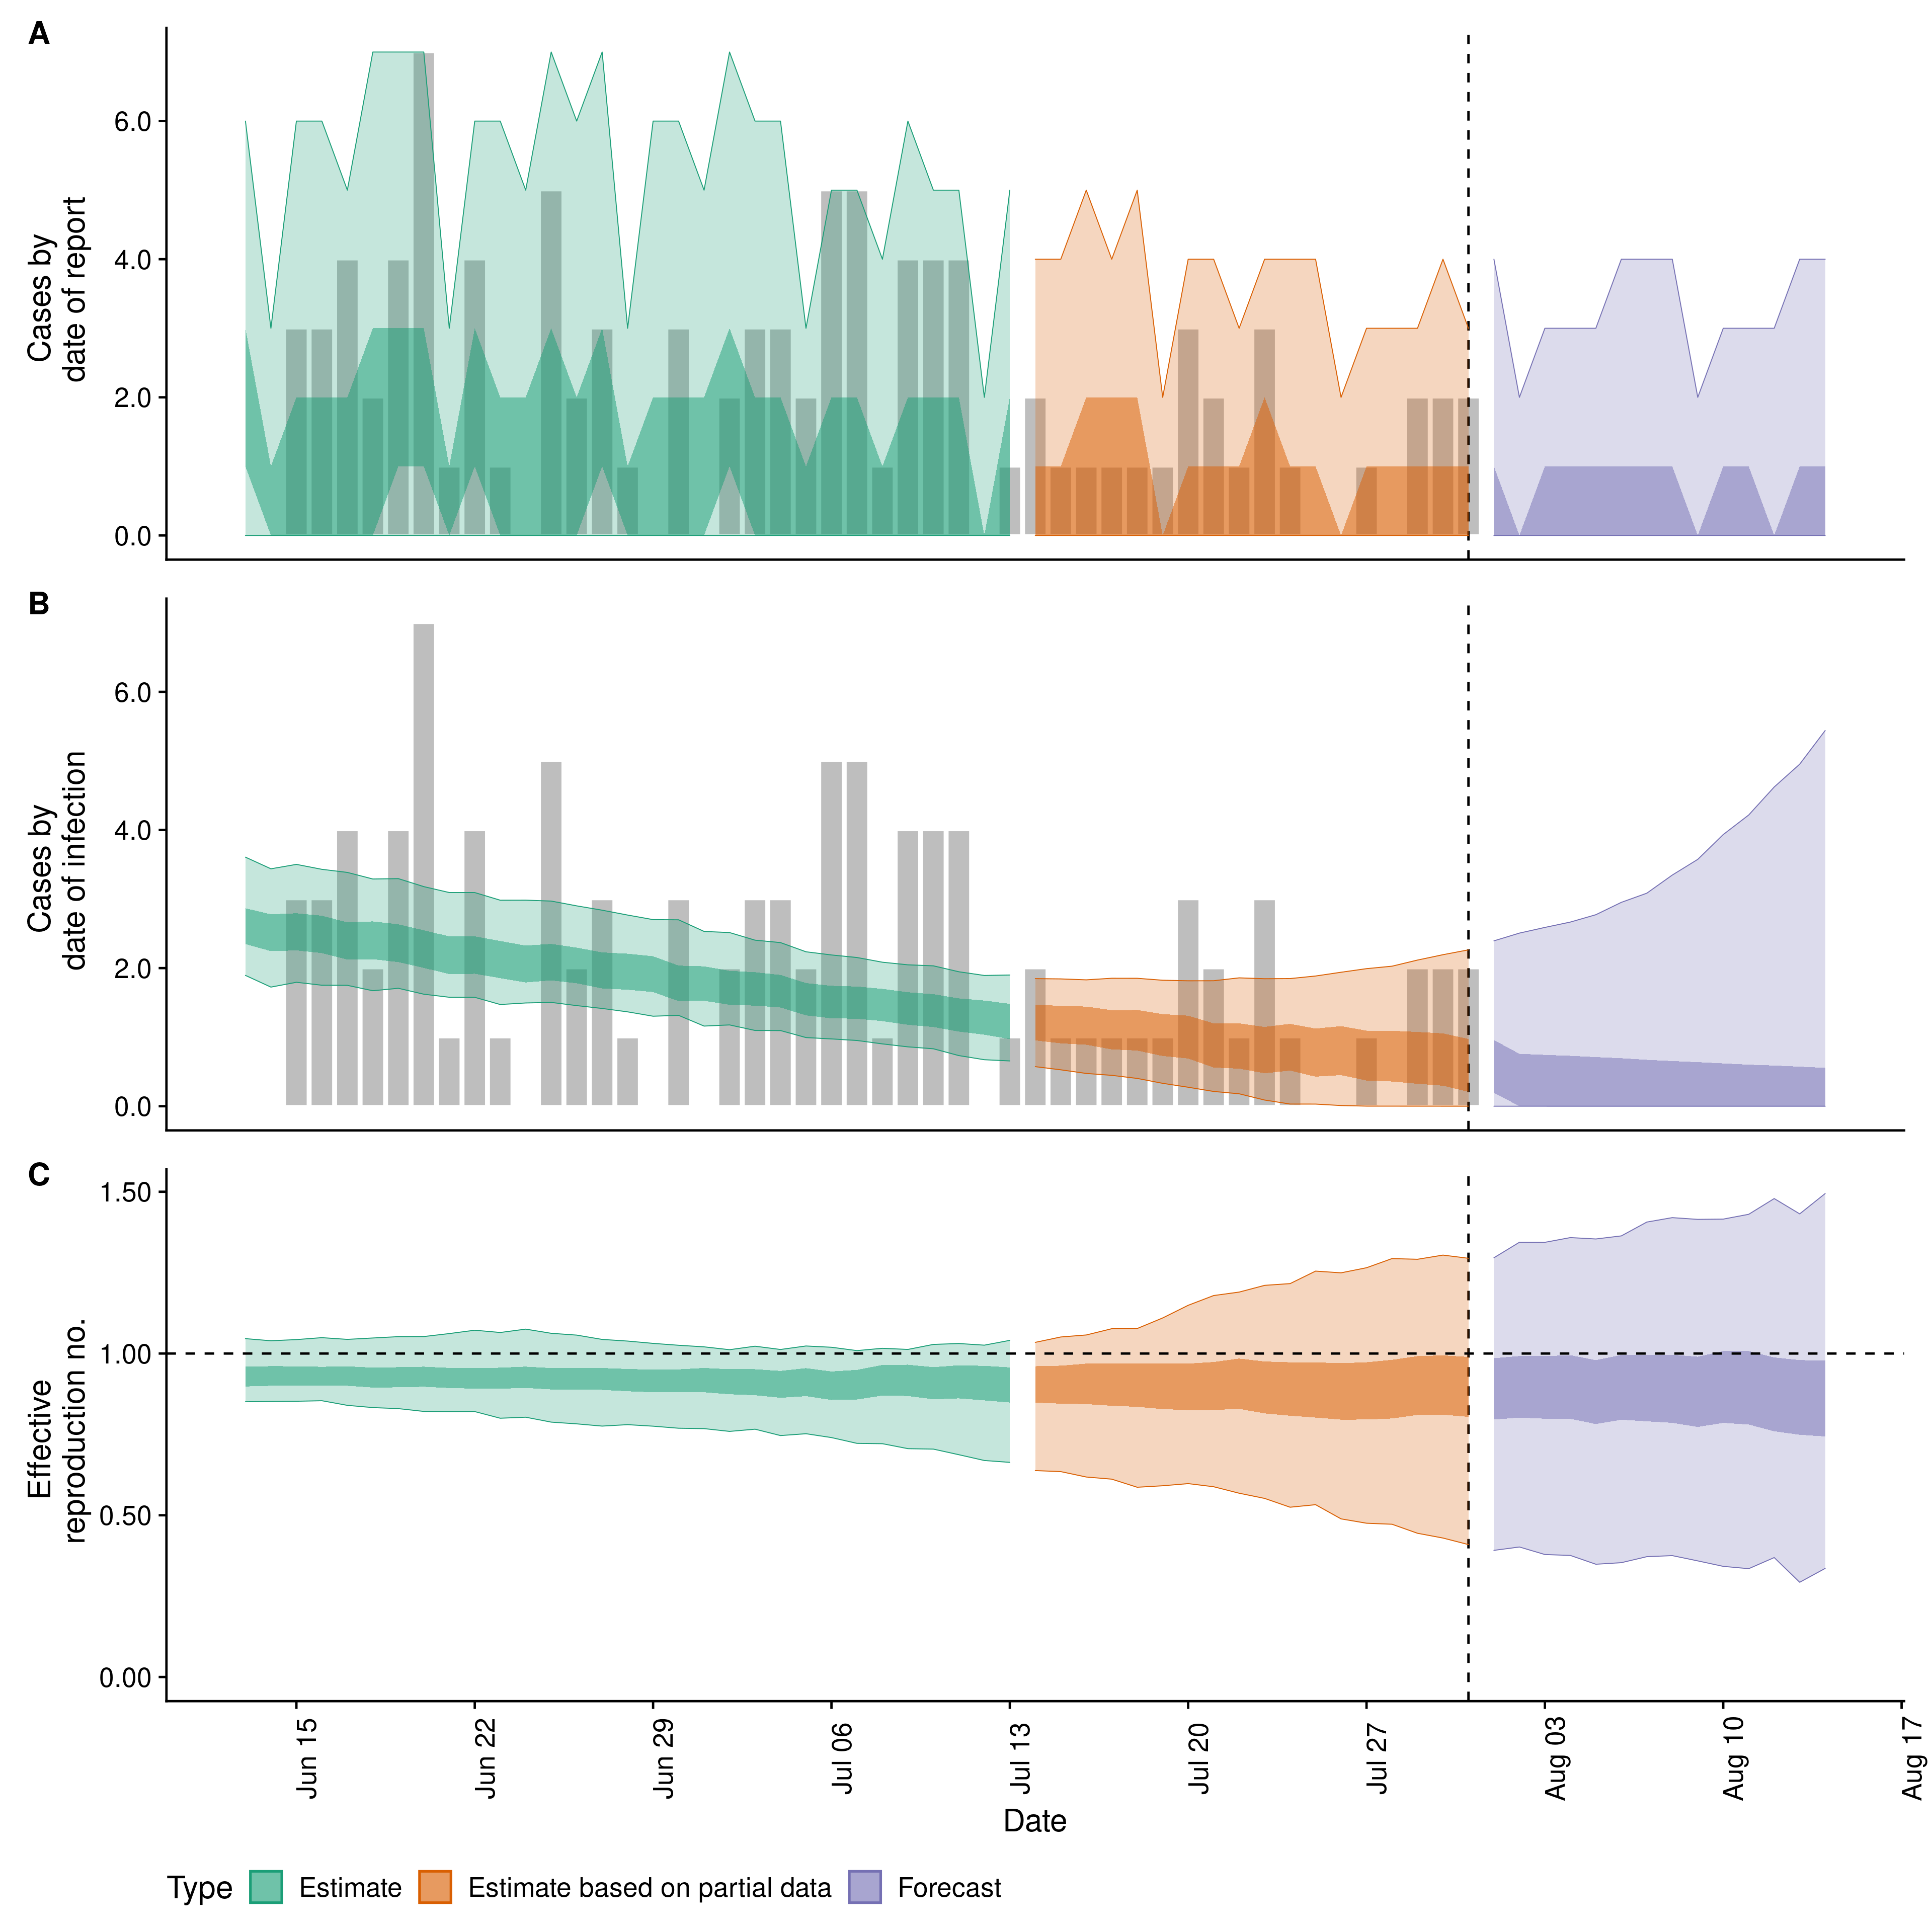 A
6.0
4.0
2.0
0.0
Cases by
date of report
B
6.0
4.0
2.0
0.0
Cases by
date of infection
C
1.50
1.00
0.50
0.00
Effective
reproduction no.
Jun 15
Jun 22
Jun 29
Jul 06
Jul 13
Jul 20
Jul 27
Aug 03
Aug 10
Aug 17
Date
Type Estimate Estimate based on partial data Forecast